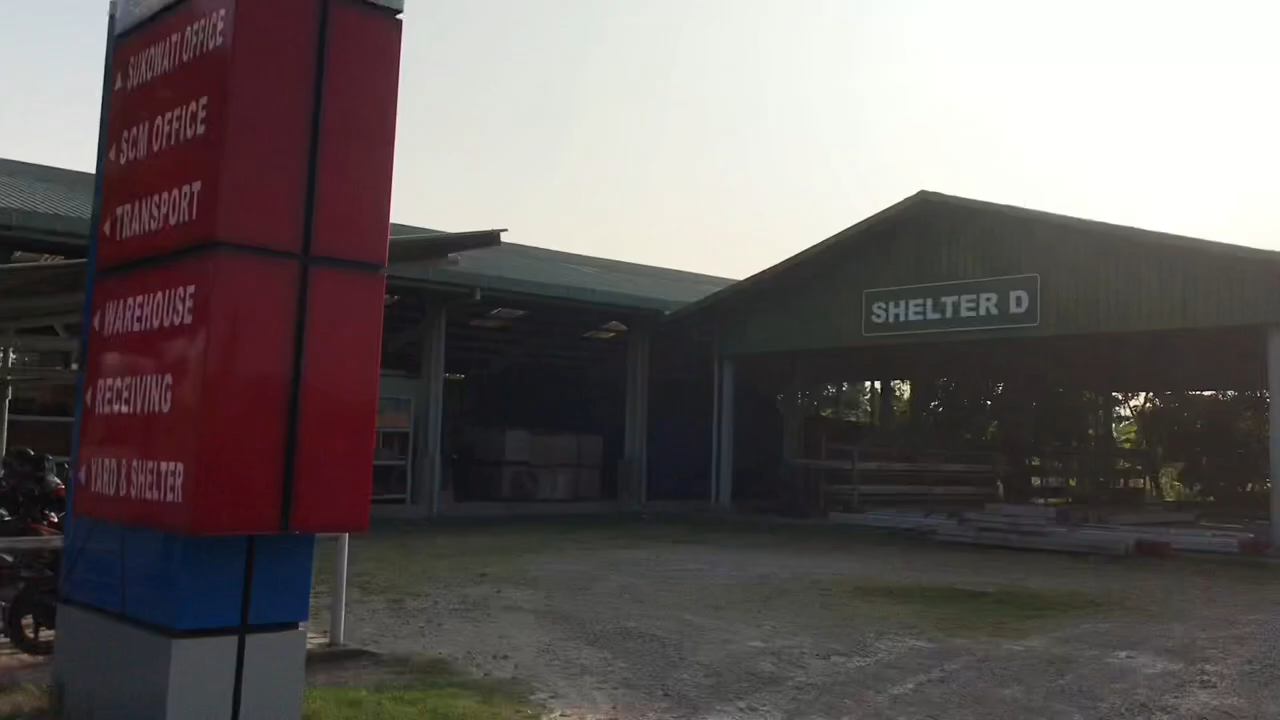 SUKOWATI OFFICE
SCM OFFICE
TRANSPORT
WAREHOUSE
RECEIVING
YARD & SHELTER
SHELTER D